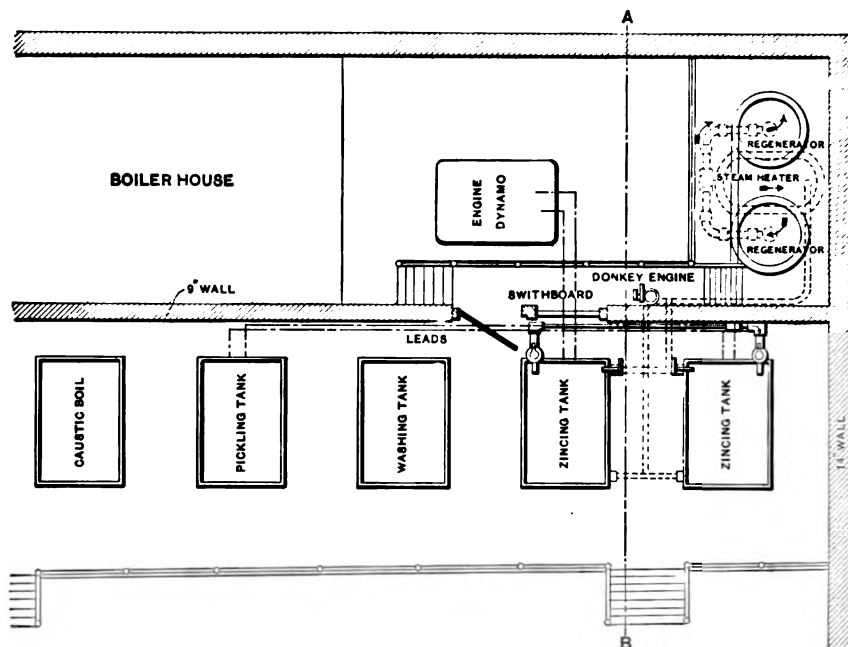 A
BOILER HOUSE
ENGINE
DYNAMO
A
REGENERATOR
STEAM HEATER
B
REGENERATOR
DONKEY ENGINE
9" WALL
SWITHBOARD
LEADS
CAUSTIC BOIL
PICKLING TANK
WASHING TANK
ZINCING TANK
ZINCING TANK
14" WALL
B